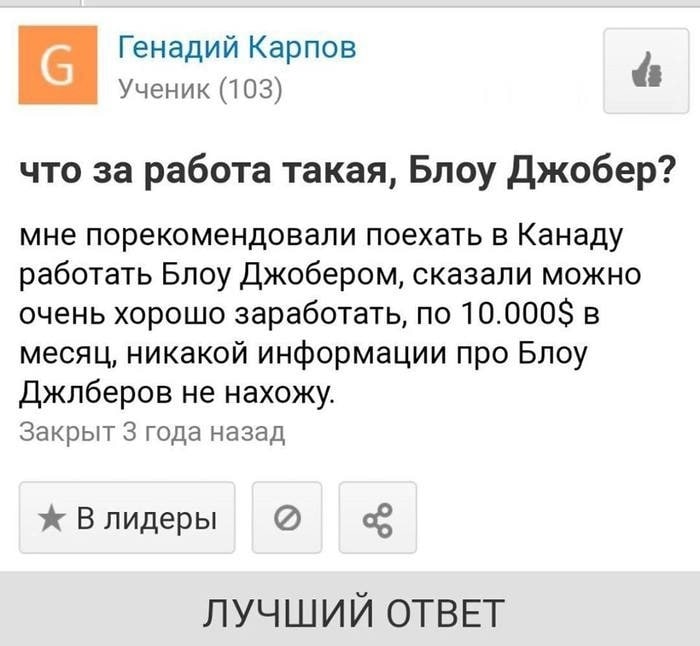 G
Генадий Карпов
Ученик (103)
что за работа такая, Блоу Джобер?
мне порекомендовали поехать в Канаду
работать Блоу Джобером, сказали можно
очень хорошо заработать, по 10.000$ в
месяц, никакой информации про Блоу
Джлберов не нахожу.
Закрыт 3 года назад
В лидеры
ЛУЧШИЙ ОТВЕТ